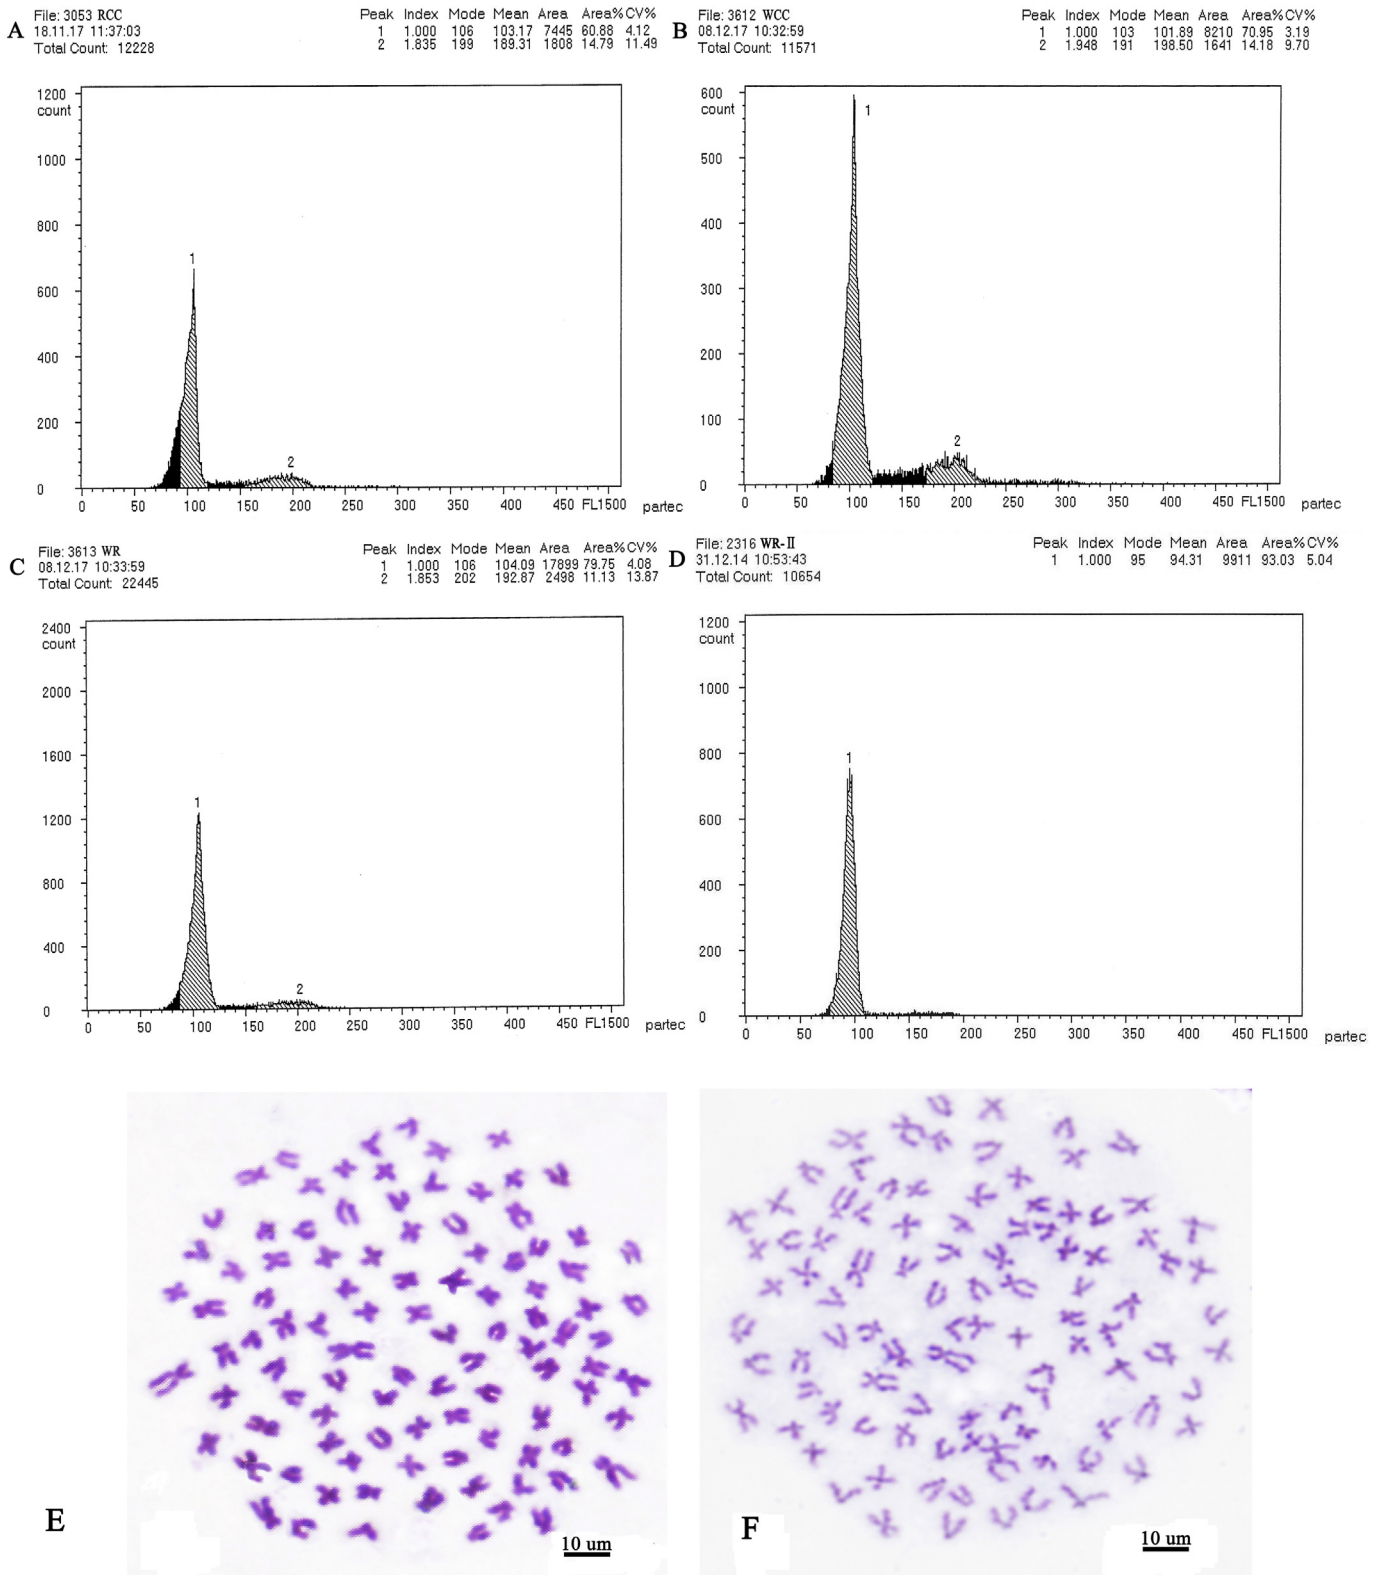 A
File: 3053 RCC
18.11.17 11:37:03
Total Count: 12228
Peak Index Mode Mean Area Area% CV%
1 1.000 106 103.17 7445 60.88 4.12
2 1.835 199 189.31 1808 14.79 11.49
1200
count
1000
800
600
400
200
0
1
2
0 50 100 150 200 250 300 350 400 450 FL1500 partec
B
File: 3612 WCC
08.12.17 10:32:59
Total Count: 11571
Peak Index Mode Mean Area Area% CV%
1 1.000 103 101.89 8210 70.95 3.19
2 1.948 191 198.50 1641 14.18 9.70
600
count
500
400
300
200
100
0
1
2
0 50 100 150 200 250 300 350 400 450 FL1500 partec
C
File: 3613 WR
08.12.17 10:33:59
Total Count: 22445
Peak Index Mode Mean Area Area% CV%
1 1.000 106 104.09 17899 79.75 4.08
2 1.853 202 192.87 2498 11.13 13.87
2400
count
2000
1600
1200
800
400
0
1
2
0 50 100 150 200 250 300 350 400 450 FL1500 partec
D
File: 2316 WR-II
31.12.14 10:53:43
Total Count: 10654
Peak Index Mode Mean Area Area% CV%
1 1.000 95 94.31 9911 93.03 5.04
1200
count
1000
800
600
400
200
0
1
0 50 100 150 200 250 300 350 400 450 FL1500 partec
E
10 um
F
10 um